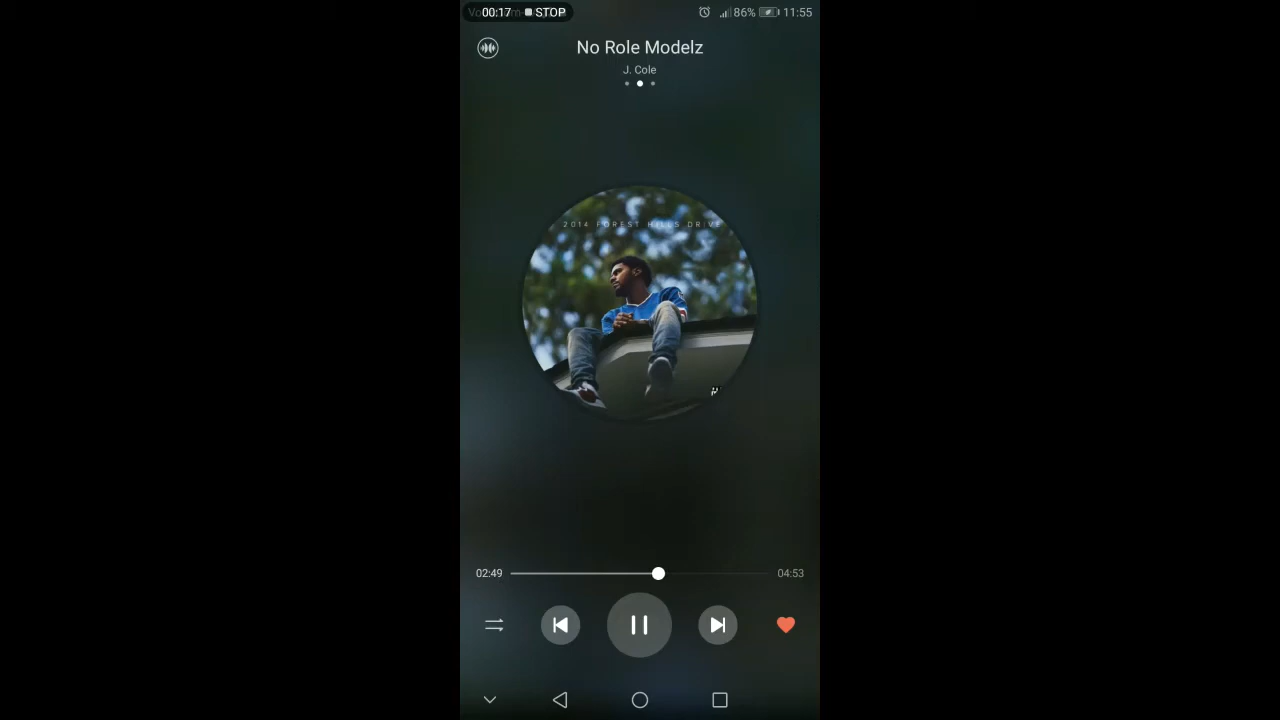 00:17 STOP 86% 11:55
No Role Modelz
J. Cole
2014 FOREST HILLS DRIVE
02:49 04:53